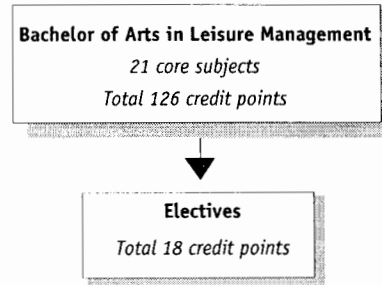 Bachelor of Arts in Leisure Management
21 core subjects
Total 126 credit points
Electives
Total 18 credit points